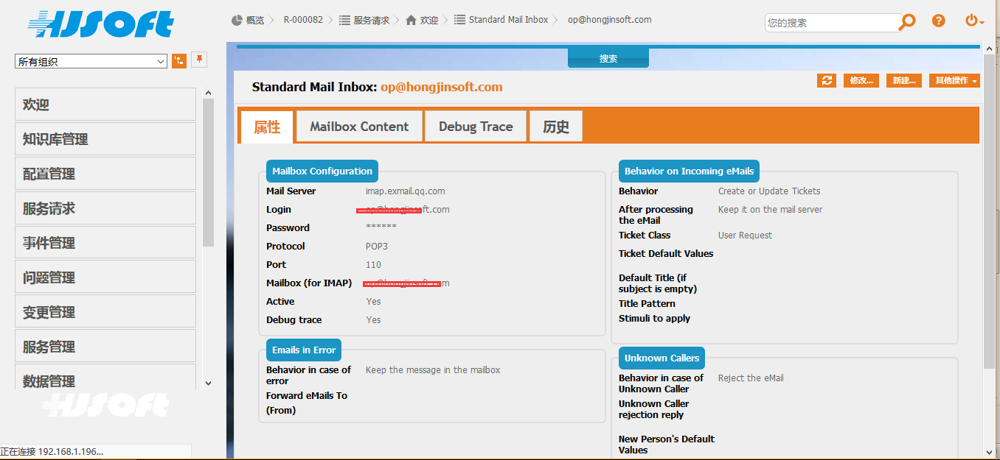 HJSOFT
概览 R-000082 服务请求 欢迎 Standard Mail Inbox op@hongjinsoft.com
您的搜索
所有组织
欢迎
知识库管理
配置管理
服务请求
事件管理
问题管理
变更管理
服务管理
数据管理
HJSOFT
正在连接 192.168.1.196...
搜索
Standard Mail Inbox: op@hongjinsoft.com
修改... 新建... 其他操作
属性 Mailbox Content Debug Trace 历史
Mailbox Configuration
Mail Server imap.exmail.qq.com
Login op@hongjinsoft.com
Password ******
Protocol POP3
Port 110
Mailbox (for IMAP) op@hongjinsoft.com
Active Yes
Debug trace Yes
Emails in Error
Behavior in case of Keep the message in the mailbox
error
Forward eMails To
(From)
Behavior on Incoming eMails
Behavior Create or Update Tickets
After processing Keep it on the mail server
the eMail
Ticket Class User Request
Ticket Default Values
Default Title (if
subject is empty)
Title Pattern
Stimuli to apply
Unknown Callers
Behavior in case of Reject the eMail
Unknown Caller
Unknown Caller
rejection reply
New Person's Default
Values